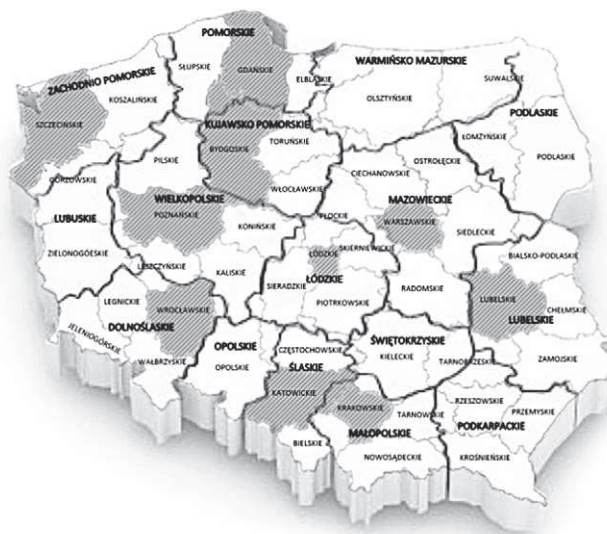 POMORSKIE
SŁUPSKIE
GDAŃSKIE
ELBLĄSKIE
WARMIŃSKO MAZURSKIE
SUWALSKIE
ZACHODNIO POMORSKIE
KOSZALIŃSKIE
OLSZTYŃSKIE
PODLASKIE
SZCZECIŃSKIE
KUJAWSKO POMORSKIE
BYDGOSKIE
TORUŃSKIE
ŁOMŻYŃSKIE
PILSKIE
OSTROŁĘCKIE
PODLASKIE
GORZOWSKIE
WŁOCŁAWSKIE
CIECHANOWSKIE
WIELKOPOLSKIE
MAZOWIECKIE
LUBUSKIE
POZNAŃSKIE
PŁOCKIE
WARSZAWSKIE
KONIŃSKIE
SIEDLECKIE
SKIERNIEWICKIE
ZIELONOGÓESKIE
ŁÓDZKIE
BIALSKO-PODLASKIE
LESZCZYŃSKIE
KALISKIE
ŁÓDZKIE
SIERADZKIE
RADOMSKIE
LEGNICKIE
WROCŁAWSKIE
PIOTRKOWSKIE
LUBELSKIE
CHEŁMSKIE
LUBELSKIE
DOLNOŚLASKIE
JELENIOGÓRSKIE
OPOLSKIE
ŚWIĘTOKRZYSKIE
CZĘSTOCHOWSKIE
KIELECKIE
WAŁBRZYSKIE
OPOLSKIE
ŚLASKIE
TARNOBRZESKIE
ZAMOJSKIE
KATOWICKIE
KRAKOWSKIE
TARNOWSKIE
RZESZOWSKIE
PRZEMYSKIE
MAŁOPOLSKIE
PODKARPACKIE
BIELSKIE
NOWOSĄDECKIE
KROŚNIEŃSKIE